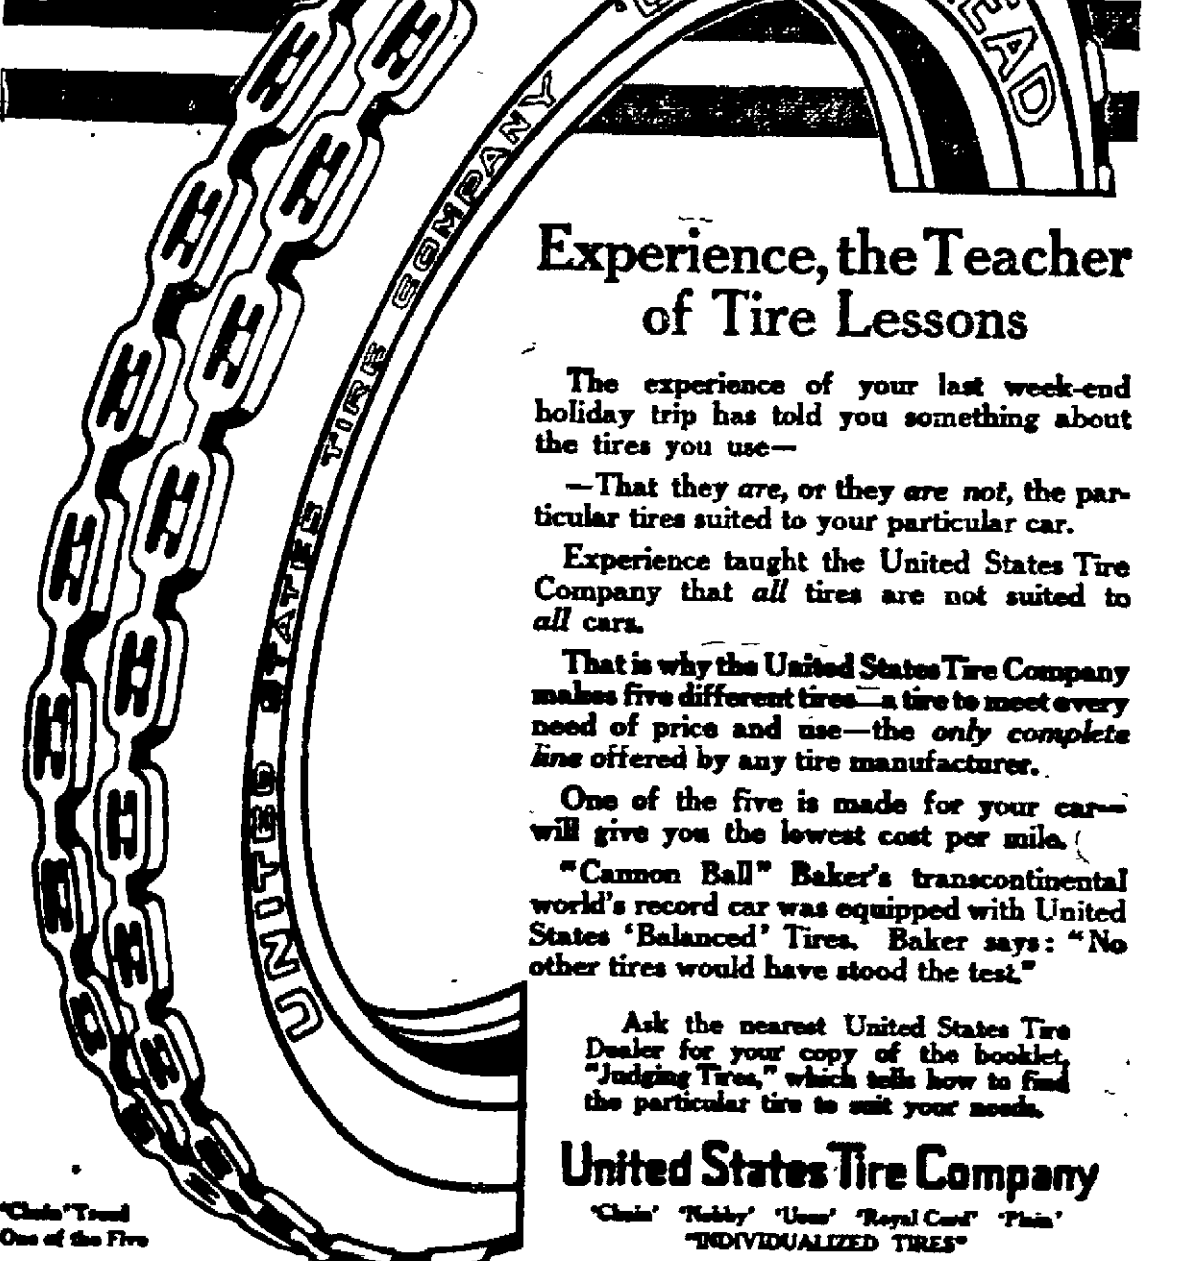 EAD
UNITED STATES TIRE COMPANY
Experience, the Teacher
of Tire Lessons
The experience of your last week-end
holiday trip has told you something about
the tires you use—
—That they are, or they are not, the par-
ticular tires suited to your particular car.
Experience taught the United States Tire
Company that all tires are not suited to
all cars.
That is why the United States Tire Company
makes five different tires—a tire to meet every
need of price and use—the only complete
line offered by any tire manufacturer.
One of the five is made for your car—
will give you the lowest cost per mile.
"Cannon Ball" Baker's transcontinental
world's record car was equipped with United
States 'Balanced' Tires. Baker says: "No
other tires would have stood the test."
Ask the nearest United States Tire
Dealer for your copy of the booklet,
"Judging Tires," which tells how to find
the particular tire to suit your needs.
United States Tire Company
'Chain' 'Nobby' 'Usco' 'Royal Cord' 'Plain'
"INDIVIDUALIZED TIRES"
'Chain' Tread
One of the Five